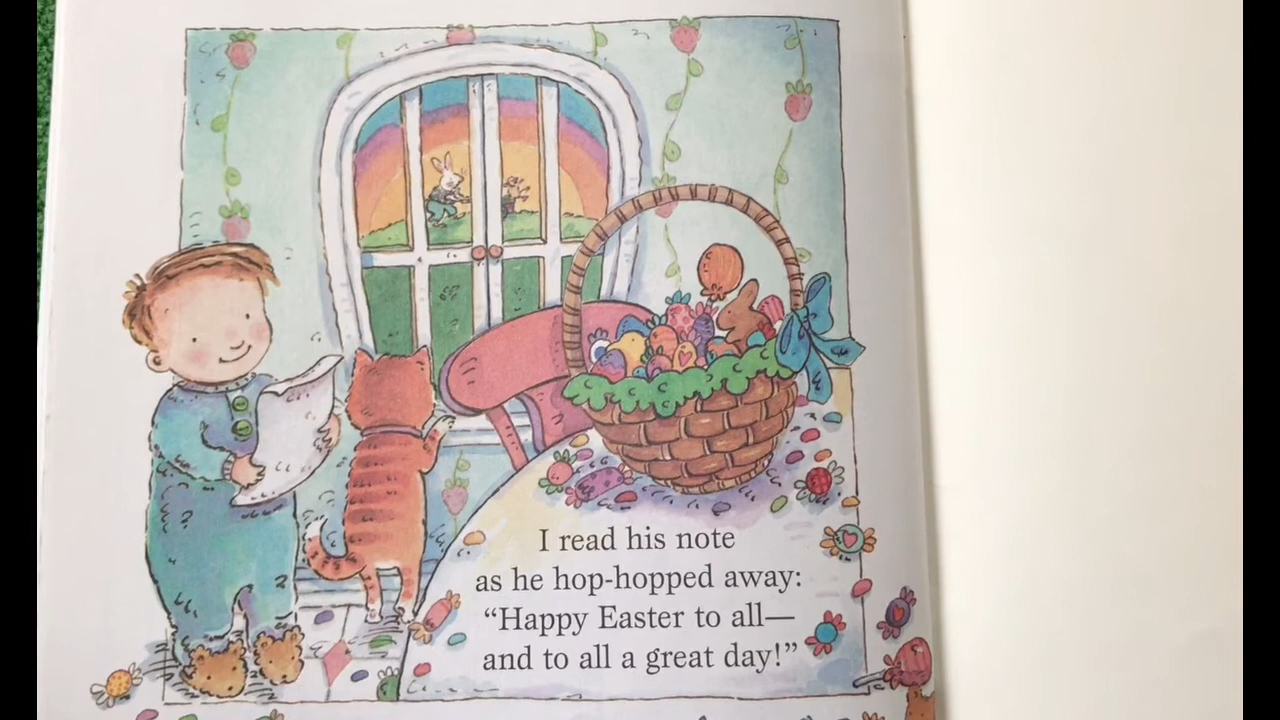 I read his note
as he hop-hopped away:
“Happy Easter to all—
and to all a great day!”